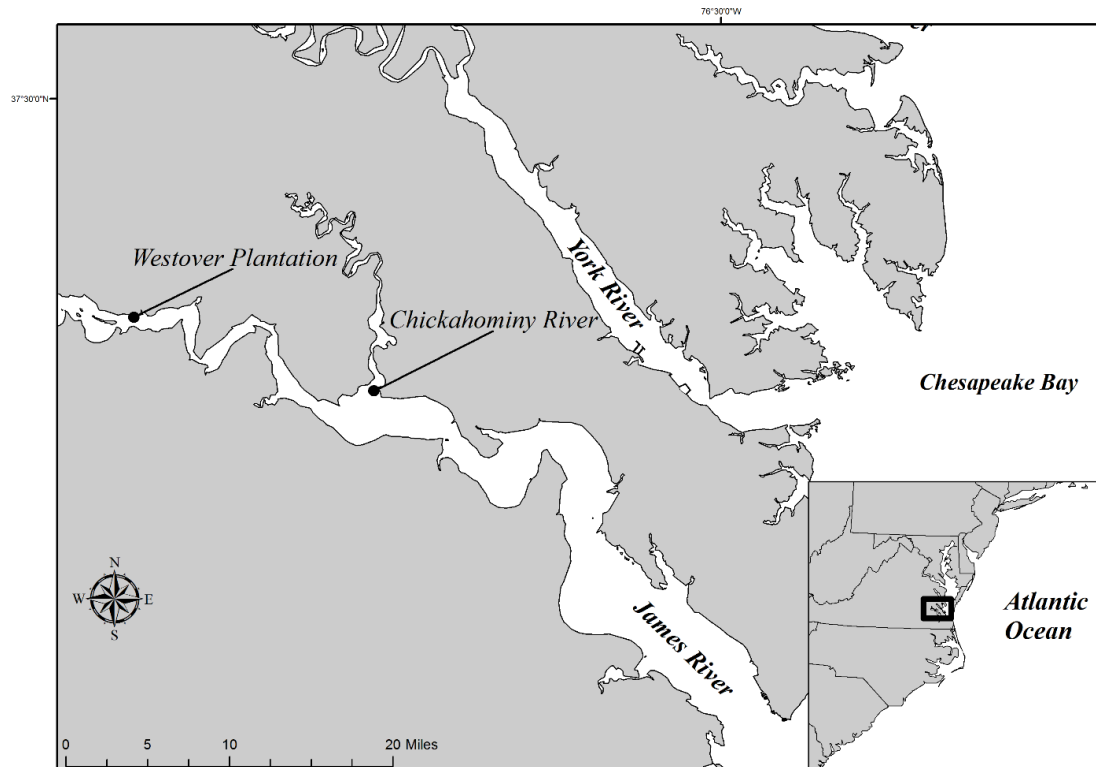 76°30'0"W
37°30'0"N
Westover Plantation
York River
Chickahominy River
Chesapeake Bay
N
W
E
S
James River
Atlantic
Ocean
0
5
10
20 Miles